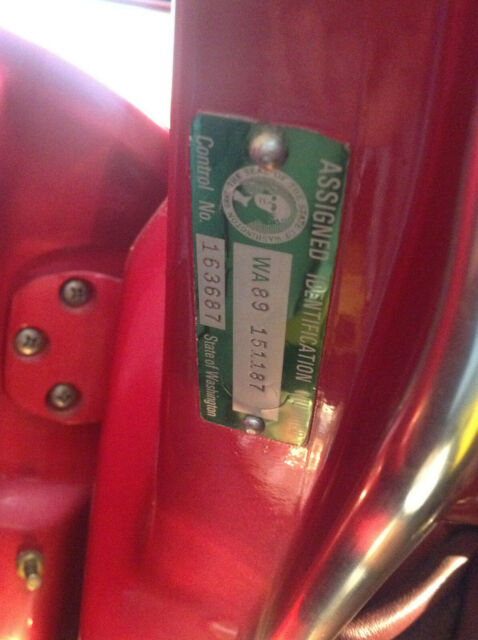 ASSIGNED IDENTIFICATION
WA89 151187
Control No. 163687 State of Washington